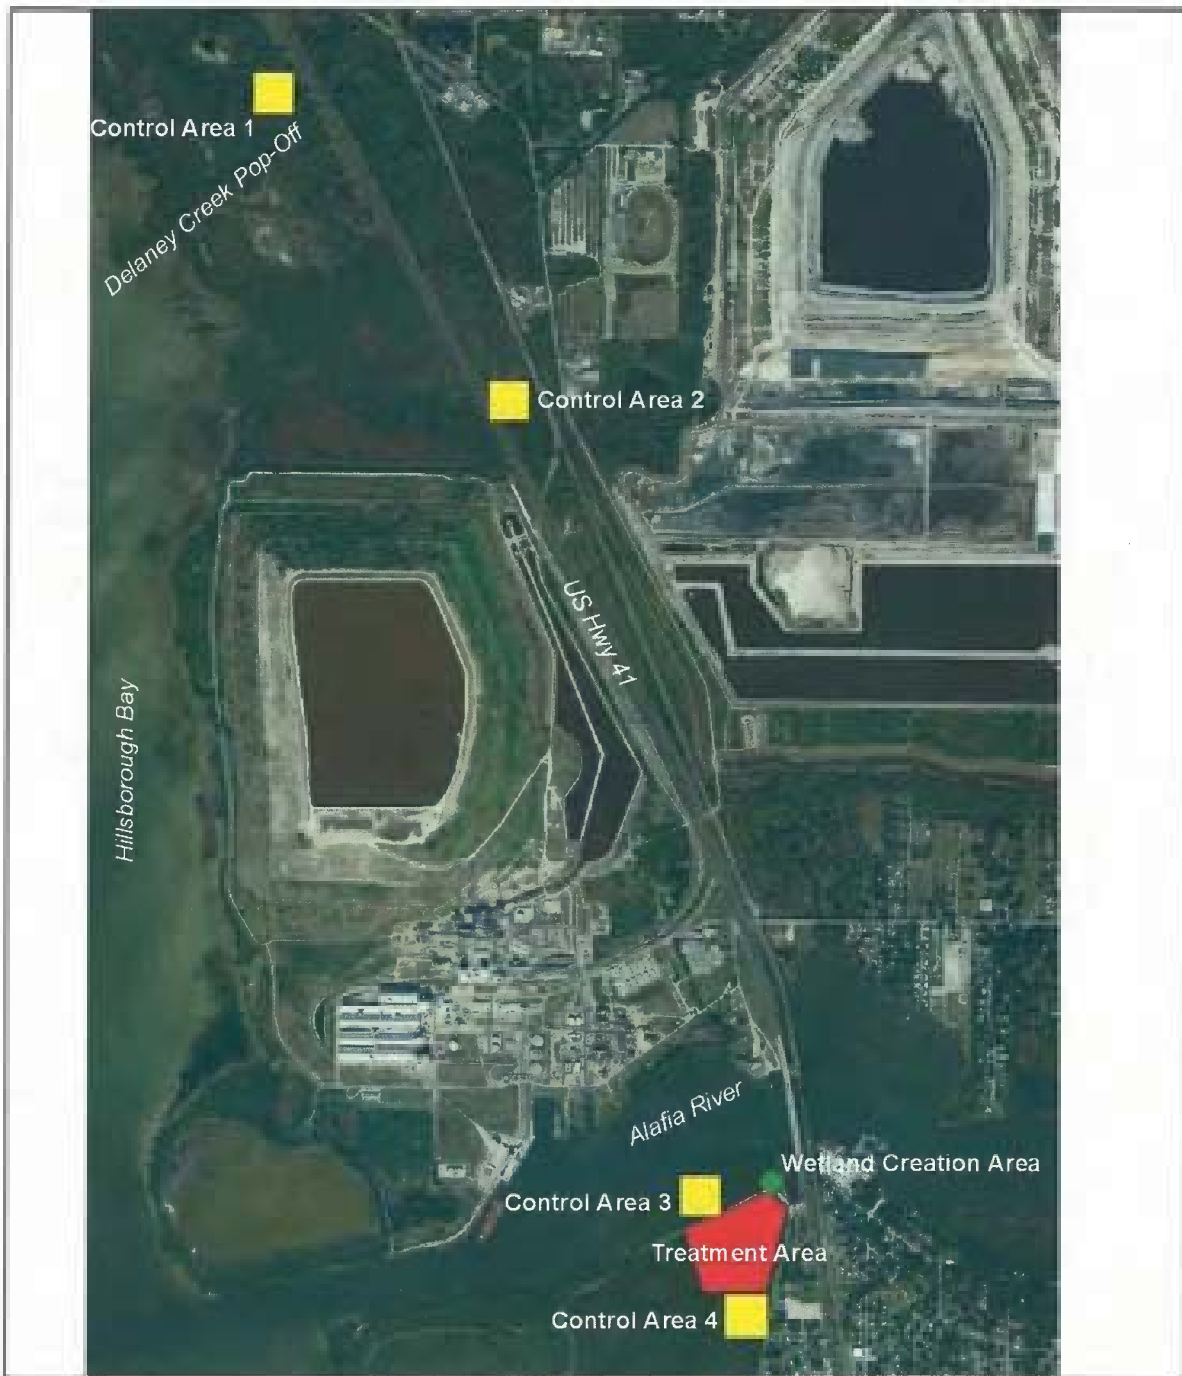 Control Area 1
Delaney Creek Pop-Off
Control Area 2
US Hwy 41
Hillsborough Bay
Alafia River
Wetland Creation Area
Control Area 3
Treatment Area
Control Area 4